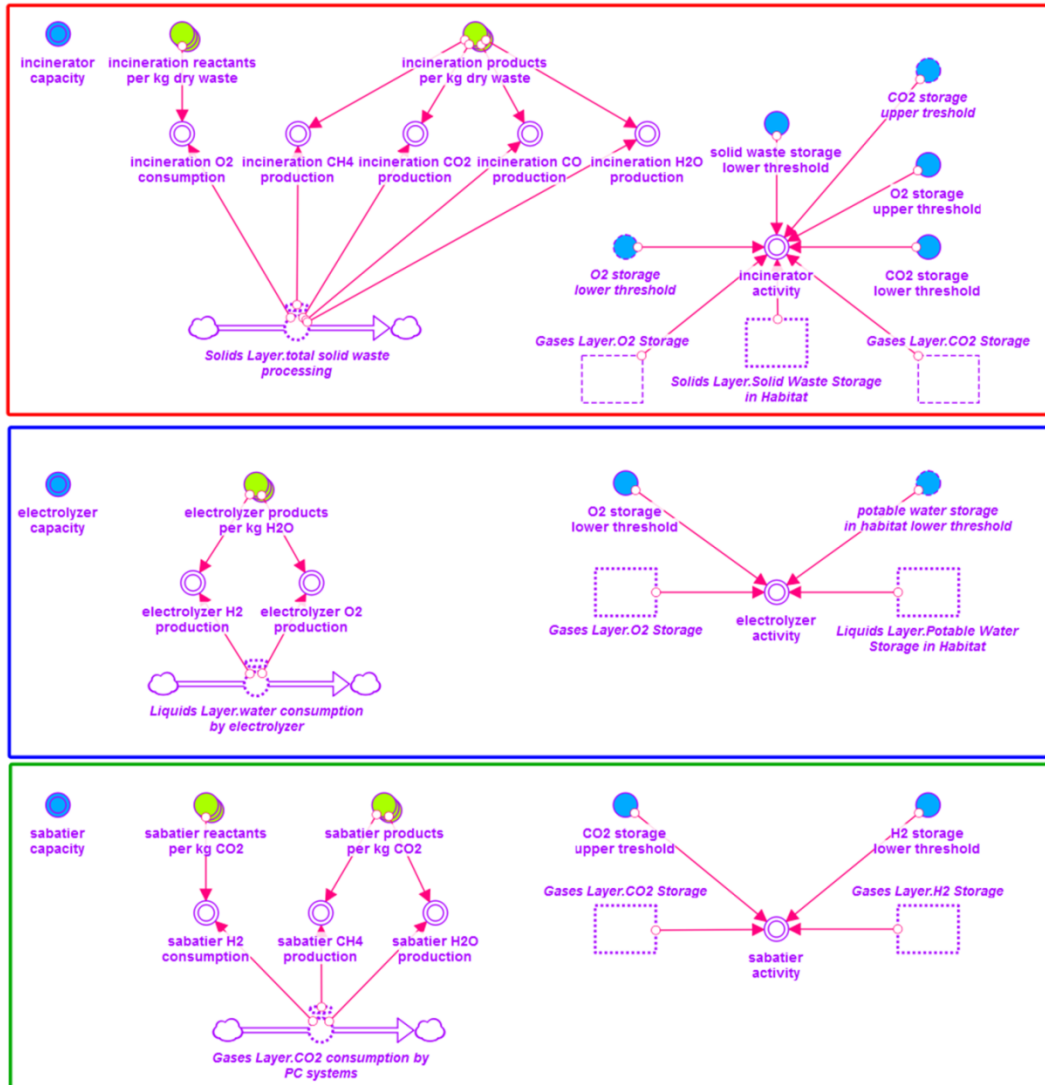 incinerator
capacity
incineration reactants
per kg dry waste
incineration products
per kg dry waste
CO2 storage
upper treshold
incineration O2
consumption
incineration CH4
production
incineration CO2
production
incineration CO
production
incineration H2O
production
solid waste storage
lower threshold
O2 storage
upper threshold
O2 storage
lower threshold
incinerator
activity
CO2 storage
lower threshold
Solids Layer.total solid waste
processing
Gases Layer.O2 Storage
Solids Layer.Solid Waste Storage
in Habitat
Gases Layer.CO2 Storage
electrolyzer
capacity
electrolyzer products
per kg H2O
O2 storage
lower threshold
potable water storage
in habitat lower threshold
electrolyzer H2
production
electrolyzer O2
production
Gases Layer.O2 Storage
electrolyzer
activity
Liquids Layer.Potable Water
Storage in Habitat
Liquids Layer.water consumption
by electrolyzer
sabatier
capacity
sabatier reactants
per kg CO2
sabatier products
per kg CO2
CO2 storage
upper treshold
H2 storage
lower threshold
Gases Layer.CO2 Storage
Gases Layer.H2 Storage
sabatier H2
consumption
sabatier CH4
production
sabatier H2O
production
sabatier
activity
Gases Layer.CO2 consumption by
PC systems